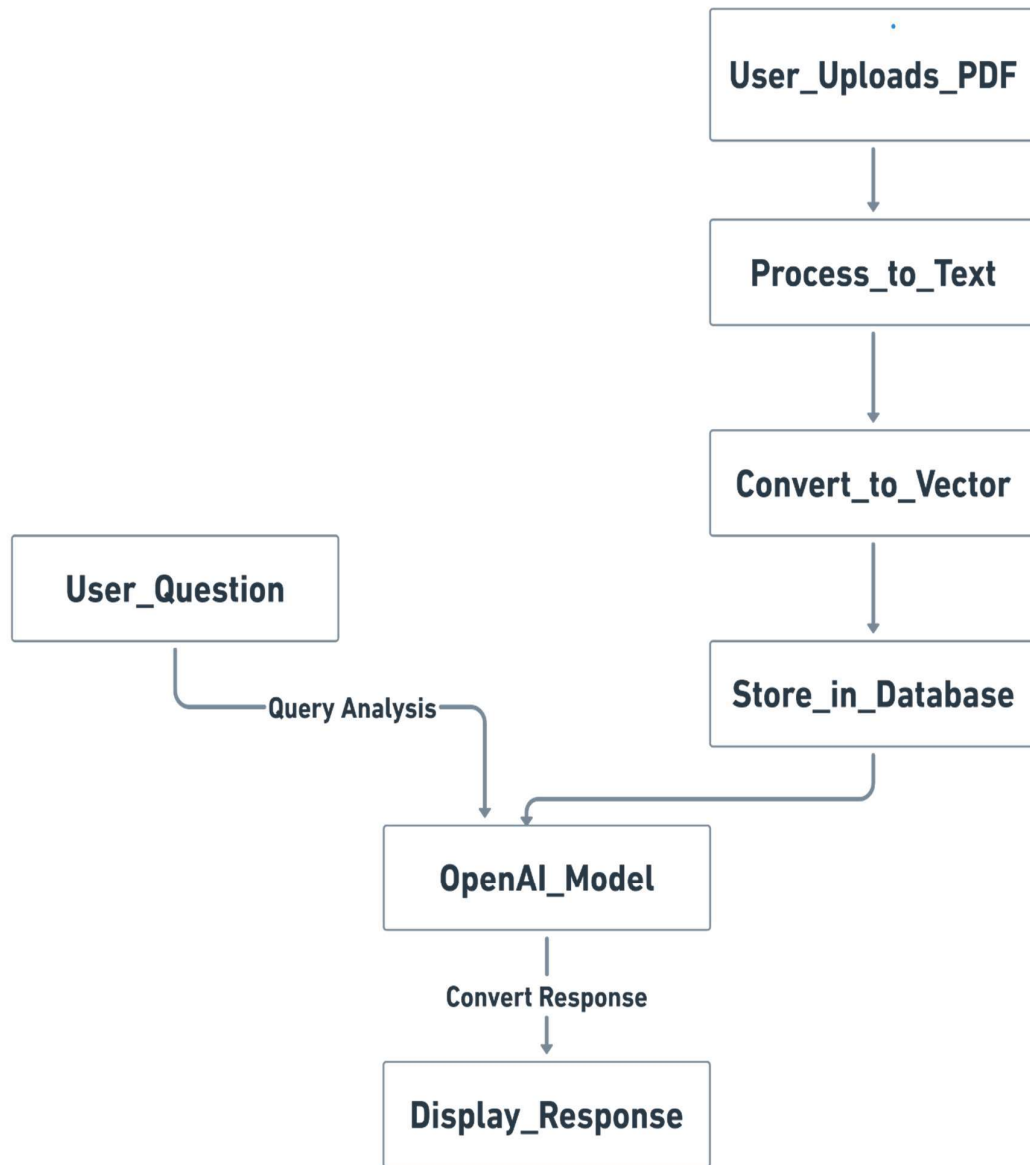 User_Uploads_PDF
Process_to_Text
Convert_to_Vector
User_Question
Query Analysis
Store_in_Database
OpenAI_Model
Convert Response
Display_Response